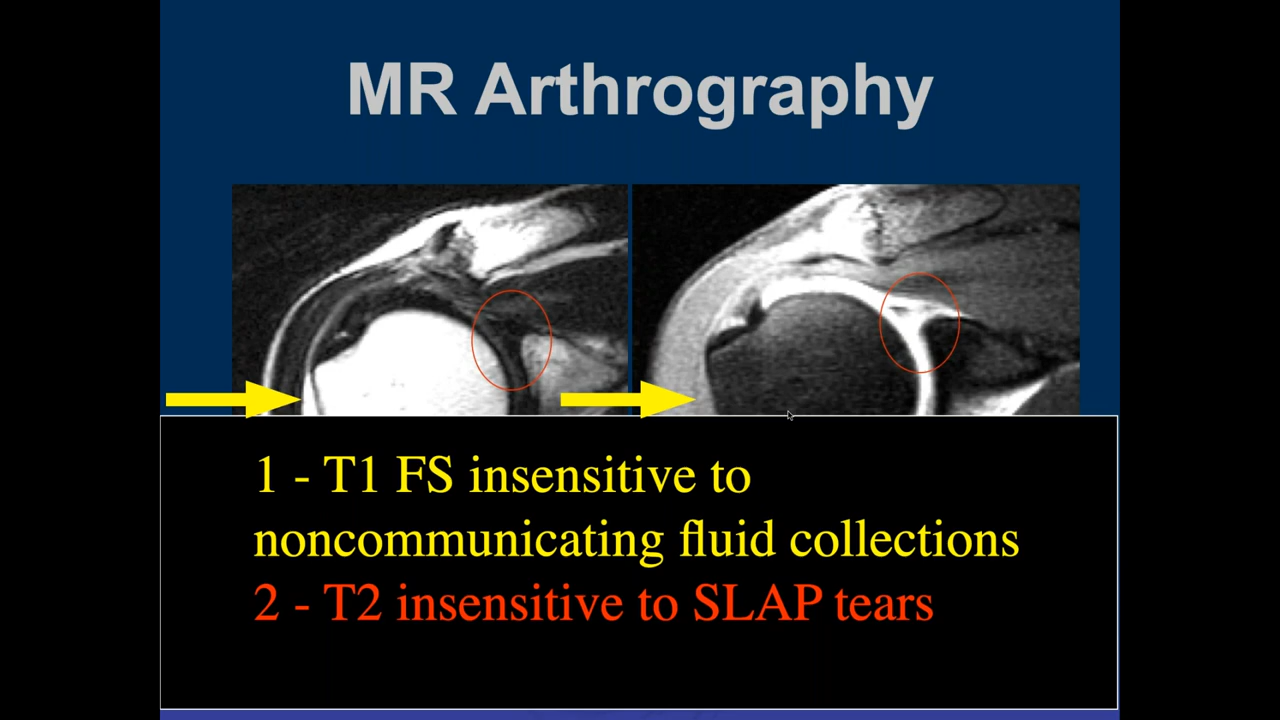 MR Arthrography
1 - T1 FS insensitive to
noncommunicating fluid collections
2 - T2 insensitive to SLAP tears